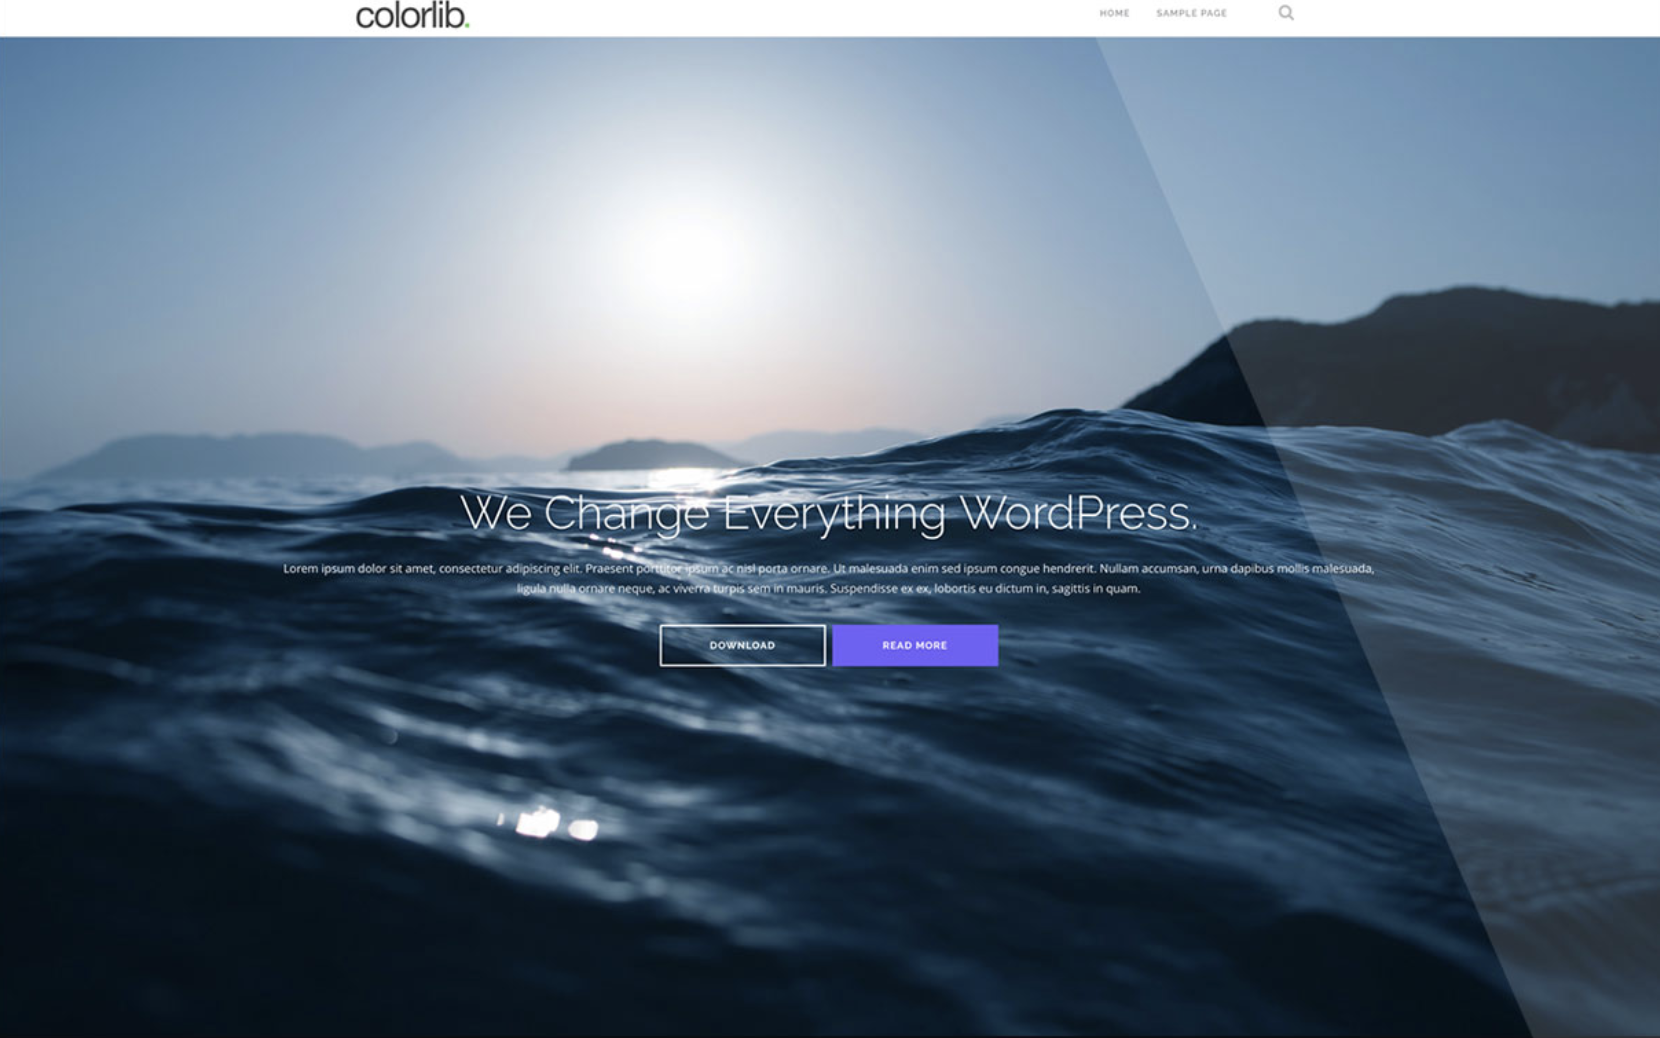 colorlib.
HOME SAMPLE PAGE
We Change Everything WordPress.
Lorem ipsum dolor sit amet, consectetur adipiscing elit. Praesent porttitor ipsum ac nisl porta ornare. Ut malesuada enim sed ipsum congue hendrerit. Nullam accumsan, urna dapibus mollis malesuada,
ligula nulla ornare neque, ac viverra turpis sem in mauris. Suspendisse ex ex, lobortis eu dictum in, sagittis in quam.
DOWNLOAD READ MORE